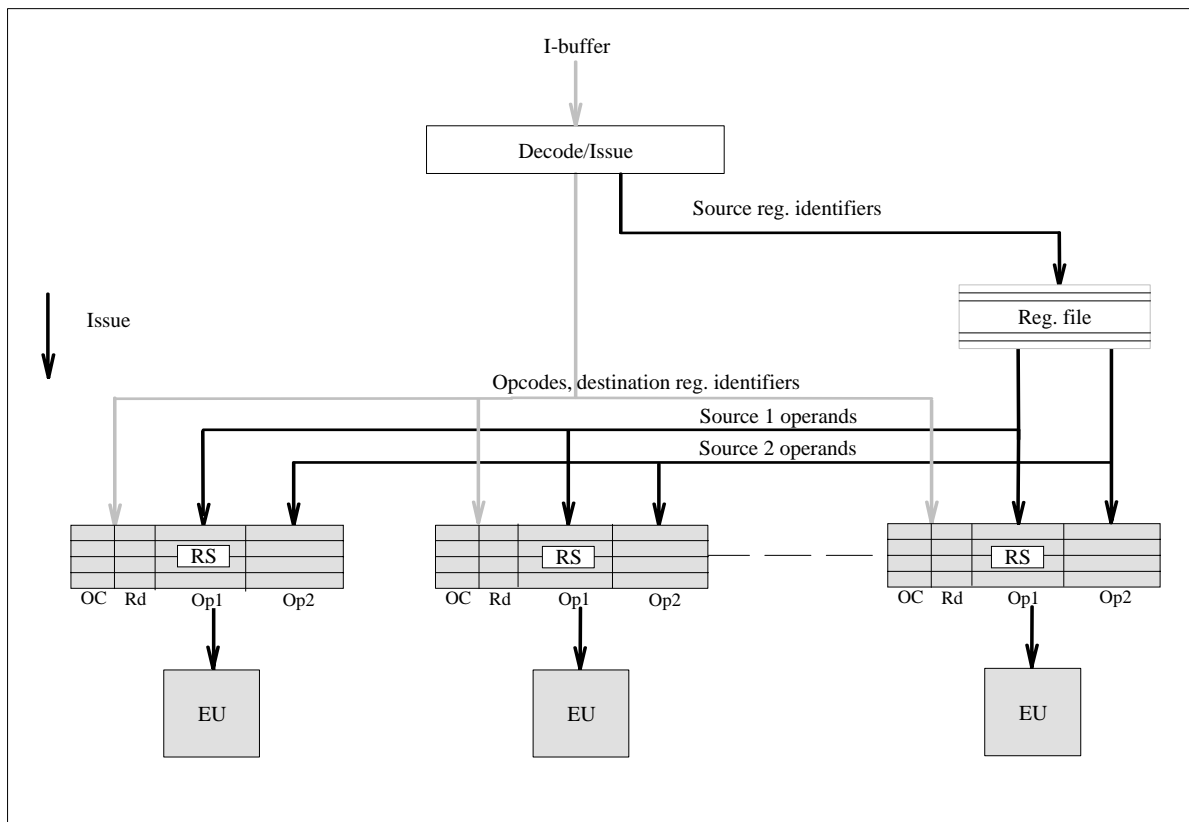 I-buffer
Decode/Issue
Source reg. identifiers
Issue
Reg. file
Opcodes, destination reg. identifiers
Source 1 operands
Source 2 operands
RS
RS
RS
OC Rd Op1 Op2
OC Rd Op1 Op2
OC Rd Op1 Op2
EU
EU
EU